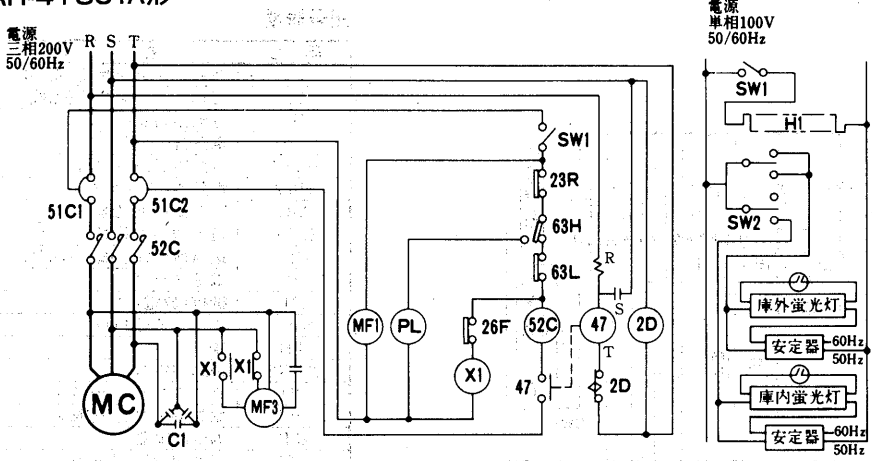 電源
三相200V
50/60Hz
R S T
電源
単相100V
50/60Hz
SW1
SW1
H1
23R
51C1
51C2
63H
SW2
52C
63L
R
S
MF1
PL
26F
52C
47
2D
庫外蛍光灯
T
安定器
60Hz
50Hz
X1
X1
X1
47
2D
MC
MF3
庫内蛍光灯
C1
安定器
60Hz
50Hz